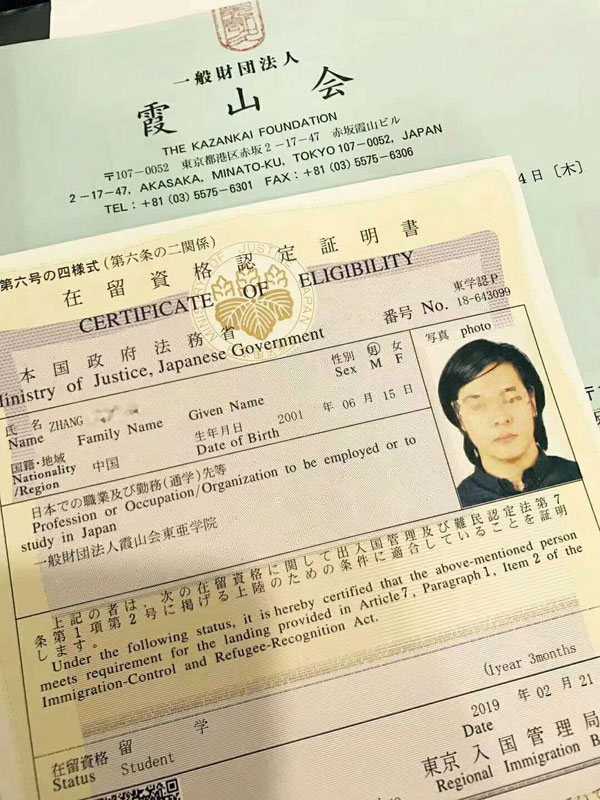 一般財団法人
霞山会
THE KAZANKAI FOUNDATION
〒107-0052 東京都港区赤坂2-17-47 赤坂霞山ビル
2-17-47, AKASAKA, MINATO-KU, TOKYO 107-0052, JAPAN
TEL : +81 (03) 5575-6301 FAX : +81 (03) 5575-6306
4日〔木〕
第六号の四様式(第六条の二関係)
在留資格認定証明書
CERTIFICATE OF ELIGIBILITY
東学認P
番号 No. 18-643099
本国政府法務省
Ministry of Justice, Japanese Government
写真 photo
性別 男 女
Sex M F
氏名 ZHANG
Name Family Name Given Name
生年月日 2001 年 06 月 15 日
Date of Birth
国籍・地域 中国
Nationality
/Region
日本での職業及び勤務(通学)先等
Profession or Occupation/Organization to be employed or to
study in Japan
一般財団法人霞山会東亜学院
上記の者は、次の在留資格に関して出入国管理及び難民認定法第7
条第1項第2号に掲げる上陸のための条件に適合していることを証明
します。
Under the following status, it is hereby certified that the above-mentioned person
meets requirement for the landing provided in Article 7, Paragraph 1, Item 2 of the
Immigration-Control and Refugee-Recognition Act.
(1year 3months
2019 年 02 月 21
Date
在留資格 留学
Status Student
東京入国管理局
Regional Immigration B